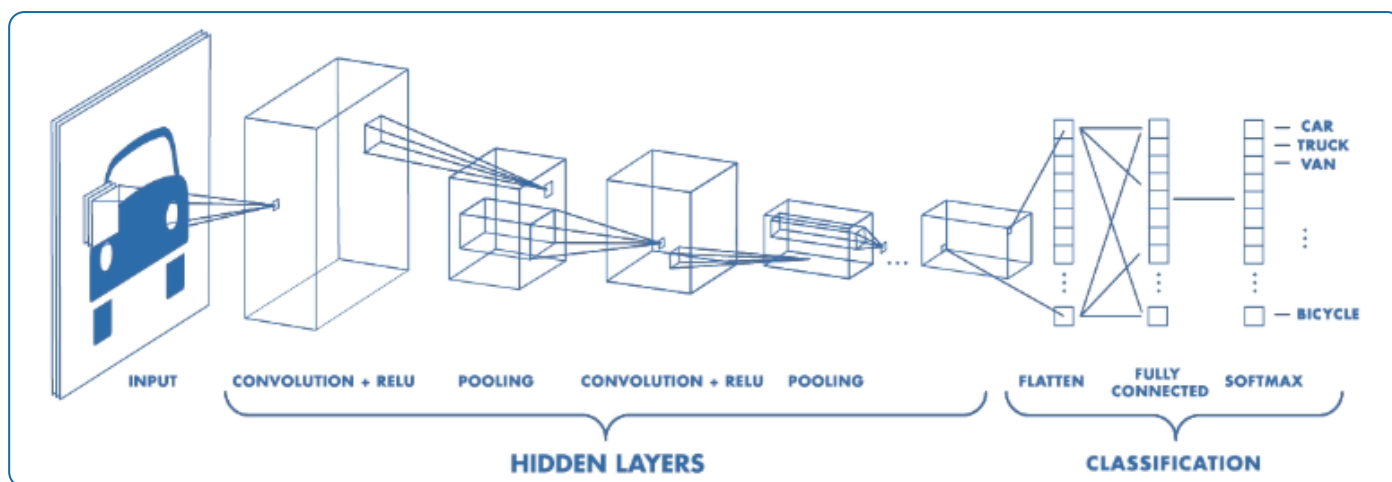 CAR
TRUCK
VAN
BICYCLE
INPUT
CONVOLUTION + RELU
POOLING
CONVOLUTION + RELU
POOLING
FLATTEN
FULLY
CONNECTED
SOFTMAX
HIDDEN LAYERS
CLASSIFICATION